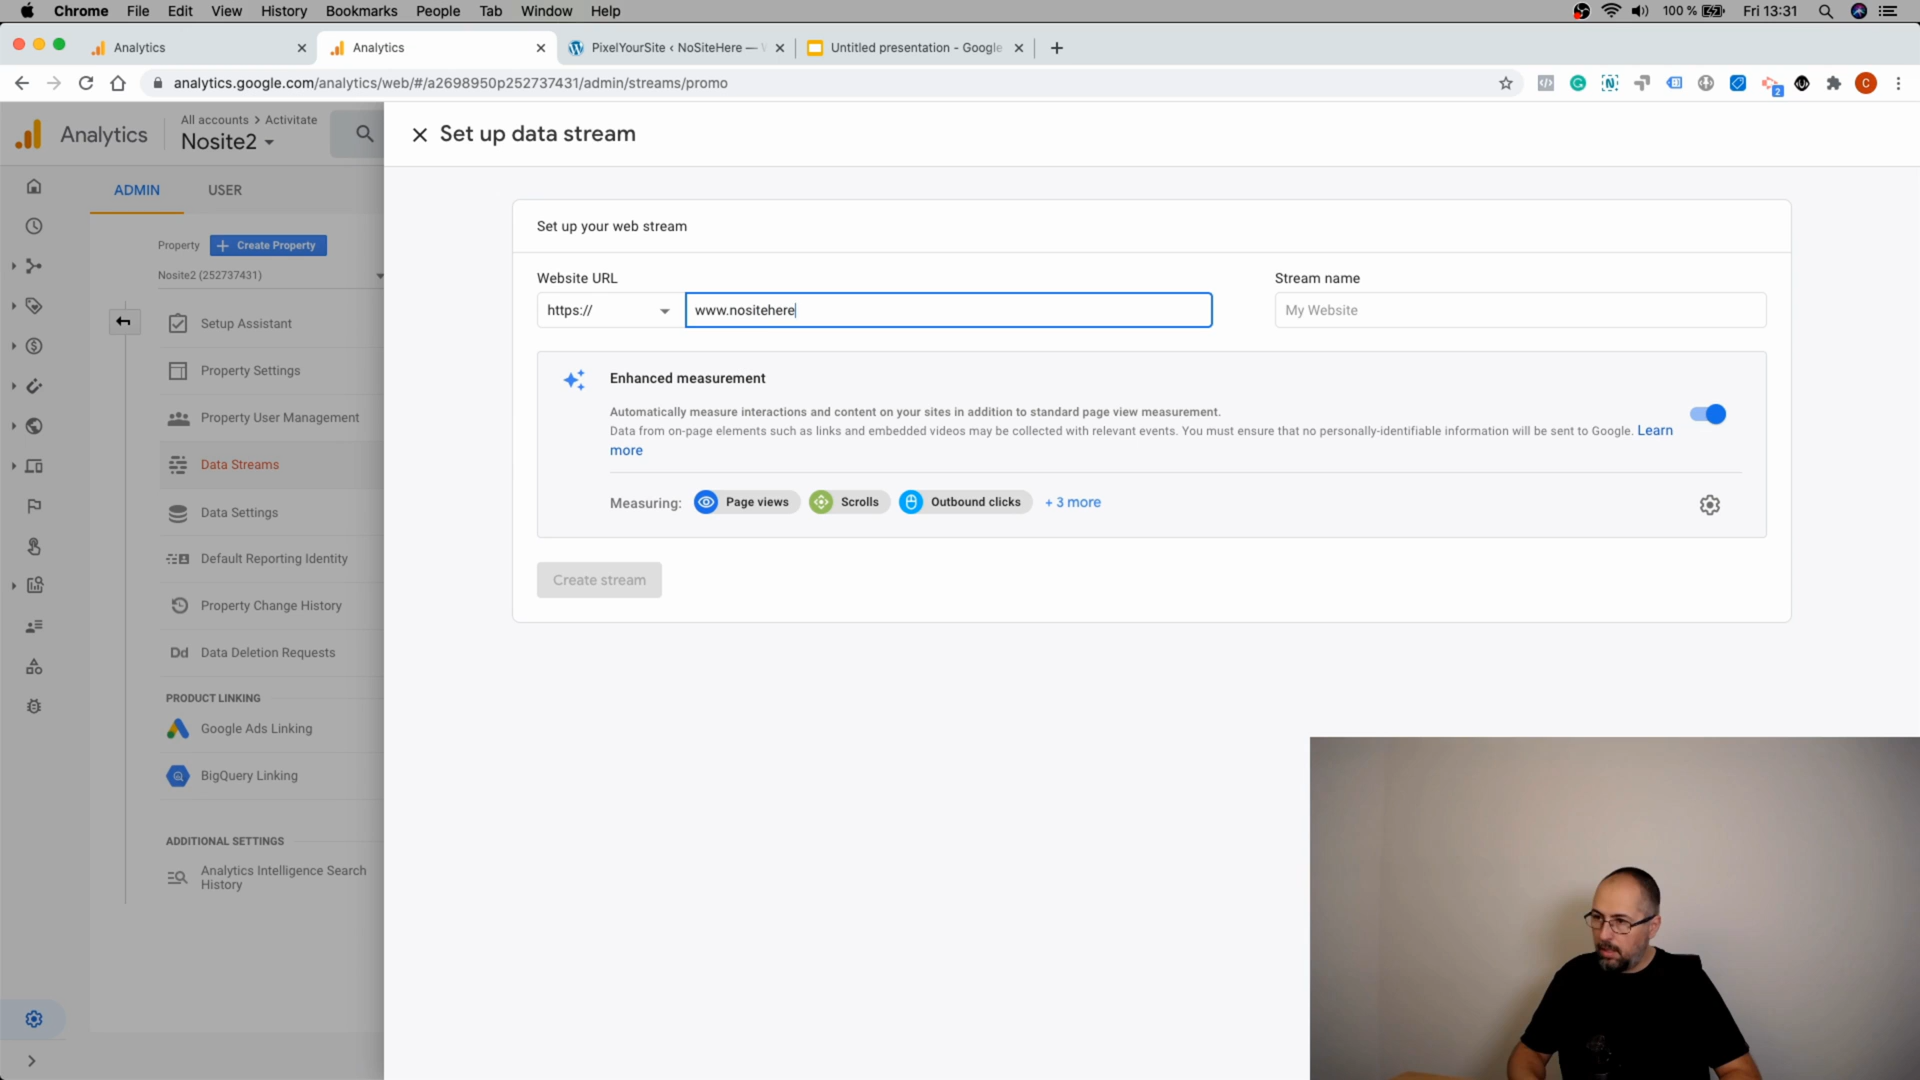 Chrome File Edit View History Bookmarks People Tab Window Help
100 % Fri 13:31
Analytics
Analytics
PixelYourSite ‹ NoSiteHere —
Untitled presentation - Google
analytics.google.com/analytics/web/#/a2698950p252737431/admin/streams/promo
C
2
Analytics
All accounts > Activitate
Nosite2
Set up data stream
ADMIN
USER
Property
Create Property
Nosite2 (252737431)
Setup Assistant
Property Settings
Property User Management
Data Streams
Data Settings
Default Reporting Identity
Property Change History
Dd Data Deletion Requests
PRODUCT LINKING
Google Ads Linking
BigQuery Linking
ADDITIONAL SETTINGS
Analytics Intelligence Search
History
Set up your web stream
Website URL
Stream name
https://
www.nositehere
My Website
Enhanced measurement
Automatically measure interactions and content on your sites in addition to standard page view measurement.
Data from on-page elements such as links and embedded videos may be collected with relevant events. You must ensure that no personally-identifiable information will be sent to Google. Learn
more
Measuring: Page views Scrolls Outbound clicks + 3 more
Create stream